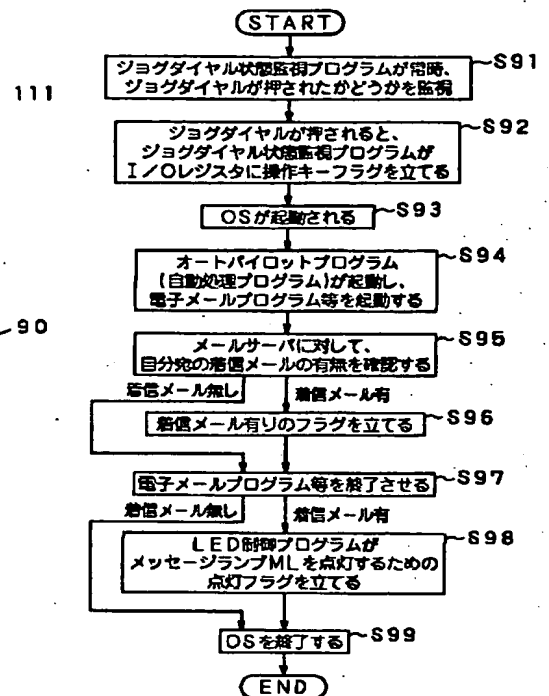 START
ジョグダイヤル状態監視プログラムが常時、
ジョグダイヤルが押されたかどうかを監視
S91
111
ジョグダイヤルが押されると、
ジョグダイヤル状態監視プログラムが
I/Oレジスタに操作キーフラグを立てる
S92
OSが起動される
S93
オートパイロットプログラム
(自動処理プログラム)が起動し、
電子メールプログラム等を起動する
S94
90
メールサーバに対して、
自分宛の着信メールの有無を確認する
S95
着信メール無し
着信メール有
着信メール有りのフラグを立てる
S96
電子メールプログラム等を終了させる
S97
着信メール無し
着信メール有
LED制御プログラムが
メッセージランプMLを点灯するための
点灯フラグを立てる
S98
OSを終了する
S99
END